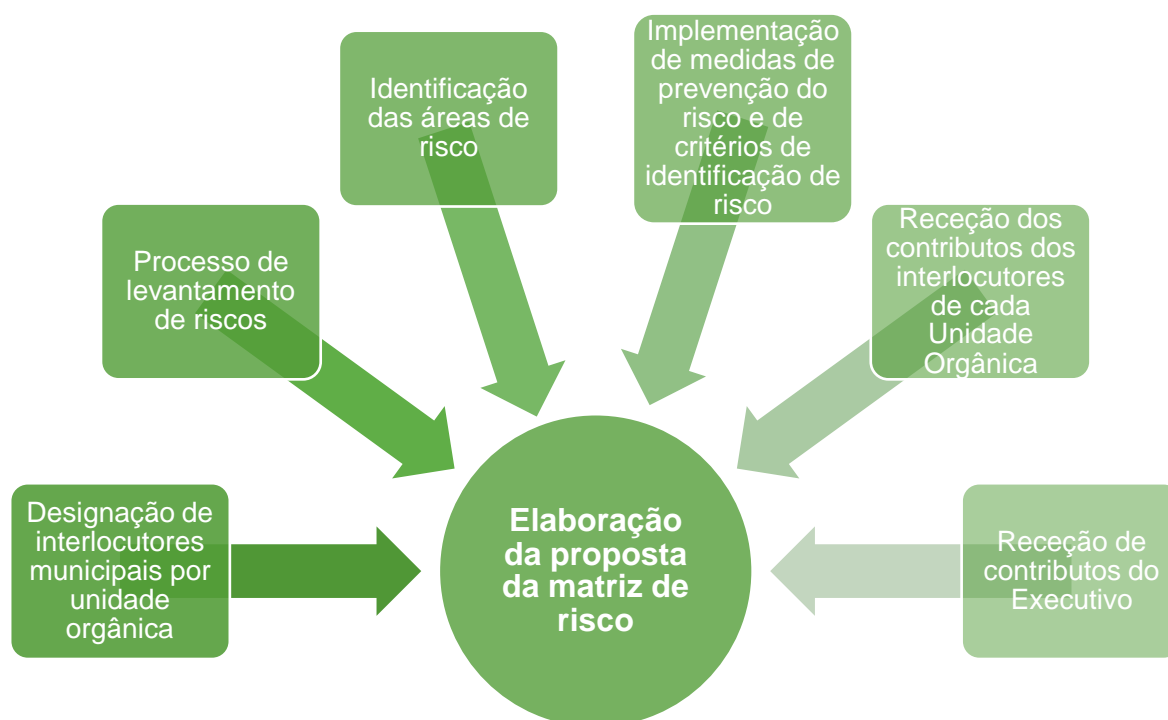 Designação de
interlocutores
municipais por
unidade
orgânica
Processo de
levantamento
de riscos
Identificação
das áreas de
risco
Implementação
de medidas de
prevenção do
risco e de
critérios de
identificação de
risco
Receção dos
contributos dos
interlocutores
de cada
Unidade
Orgânica
Receção de
contributos do
Executivo
Elaboração
da proposta
da matriz de
risco